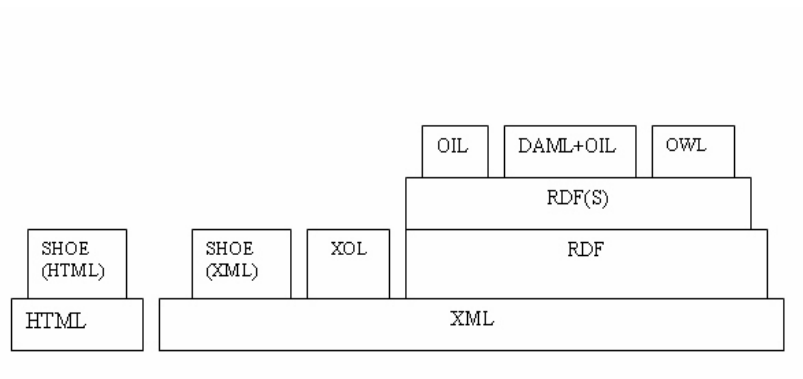 OIL
DAML+OIL
OWL
RDF(S)
SHOE
(HTML)
SHOE
(XML)
XOL
RDF
HTML
XML